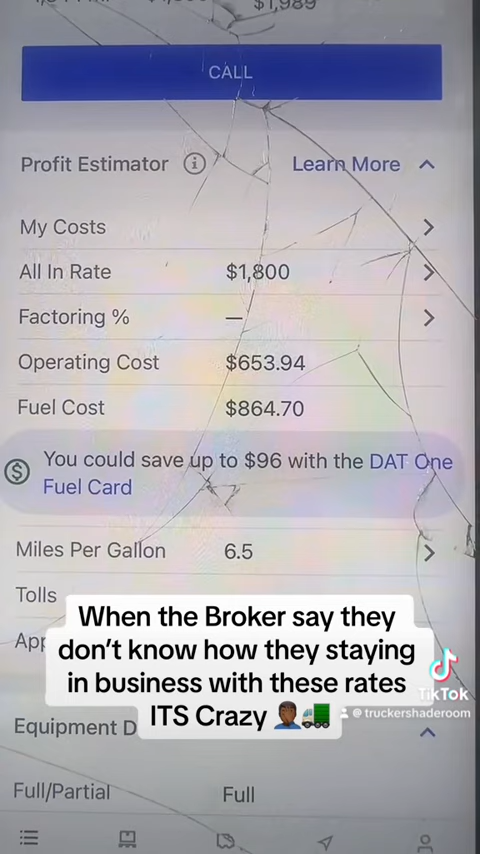 $1,989
CALL
Profit Estimator Learn More
My Costs
All In Rate $1,800
Factoring % —
Operating Cost $653.94
Fuel Cost $864.70
You could save up to $96 with the DAT One
Fuel Card
Miles Per Gallon 6.5
Tolls
When the Broker say they
don’t know how they staying
in business with these rates
ITS Crazy 🤦🏾‍♂️🚛
TikTok
@truckershaderoom
App
Equipment D
Full/Partial Full